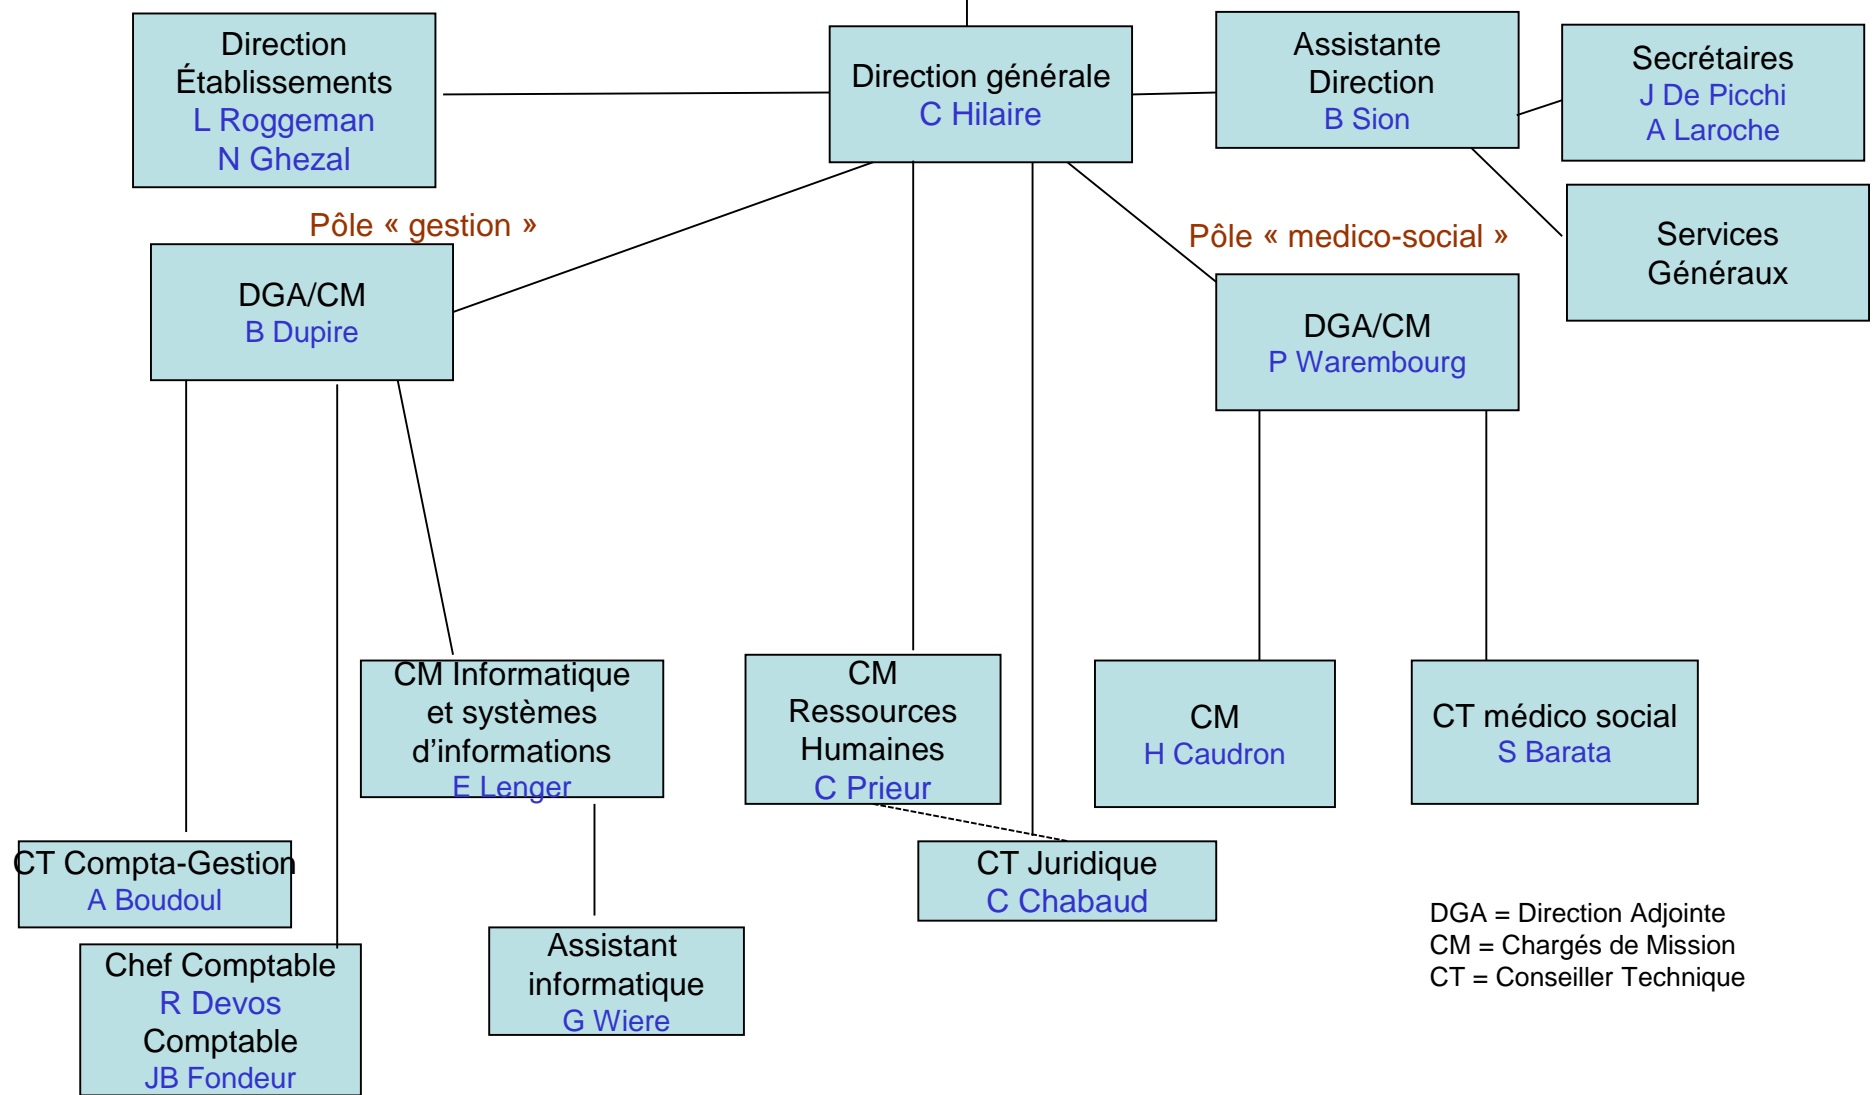 Direction
Établissements
L Roggeman
N Ghezal
Direction générale
C Hilaire
Assistante
Direction
B Sion
Secrétaires
J De Picchi
A Laroche
Services
Généraux
Pôle « gestion »
Pôle « medico-social »
DGA/CM
B Dupire
DGA/CM
P Warembourg
CM Informatique
et systèmes
d’informations
E Lenger
CM
Ressources
Humaines
C Prieur
CM
H Caudron
CT médico social
S Barata
CT Compta-Gestion
A Boudoul
CT Juridique
C Chabaud
Chef Comptable
R Devos
Comptable
JB Fondeur
Assistant
informatique
G Wiere
DGA = Direction Adjointe
CM = Chargés de Mission
CT = Conseiller Technique